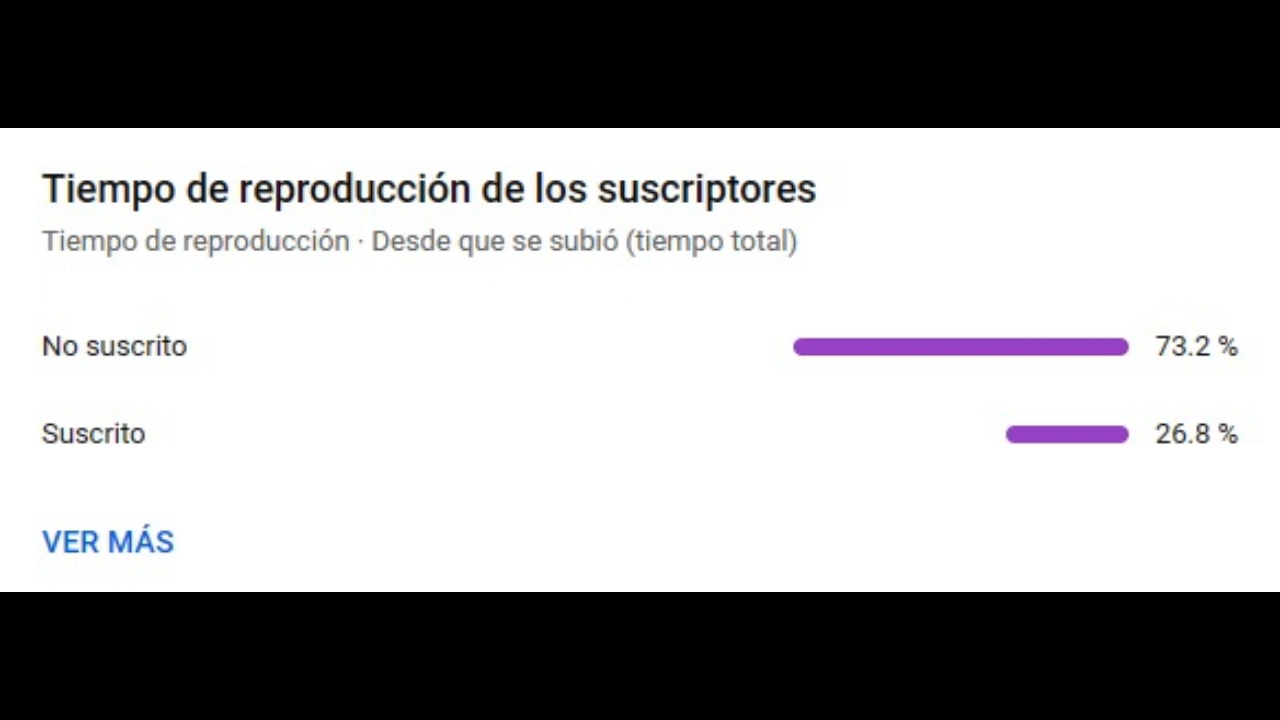 Tiempo de reproducción de los suscriptores
Tiempo de reproducción · Desde que se subió (tiempo total)
No suscrito 73.2 %
Suscrito 26.8 %
VER MÁS